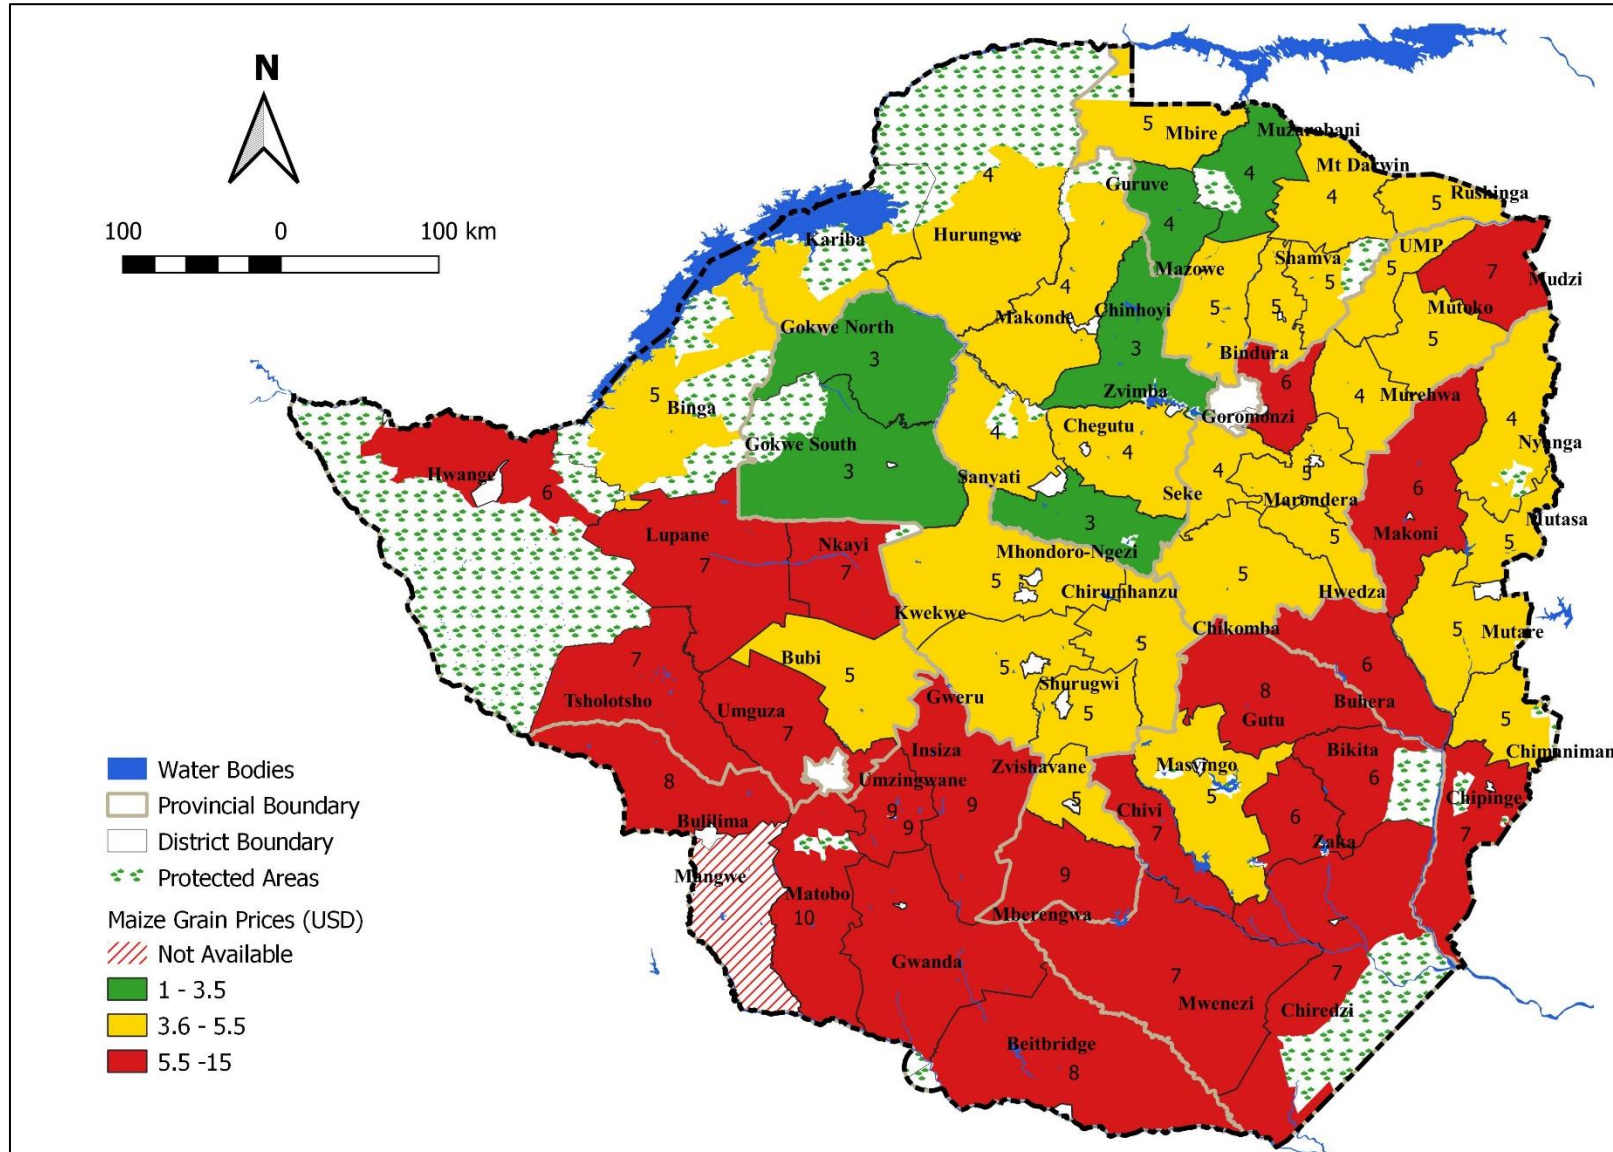 N
100 0 100 km
5
Mbire
Muzarabani
4
Mt Darwin
4
Rushinga
5
4
Guruve
4
Hurungwe
Kariba
UMP
5
7
Mudzi
Mazowe
Shamva
5
5
5
4
Makonde
Chinhoyi
3
Mutoko
5
Gokwe North
3
Bindura
6
Zvimba
Goromonzi
4
Murehwa
5
Binga
4
Nyanga
Gokwe South
3
Chegutu
4
4
Sanyati
Seke
4
5
Marondera
Hwange
6
6
Makoni
Mutasa
5
3
Lupane
7
Nkayi
7
Mhondoro-Ngezi
5
Chirumhanzu
5
5
Hwedza
Kwekwe
Chikomba
5
Mutare
7
Bubi
5
5
Shurugwi
5
5
6
Tsholotsho
Umguza
7
Gweru
8
Gutu
Buhera
5
Chimaniman
Insiza
Umzingwane
9
9
9
Zvishavane
5
Masvingo
5
Bikita
6
Chipinge
7
8
Bulilima
Chivi
7
6
Zaka
Mangwe
Matobo
10
9
Mberengwa
Gwanda
7
Mwenezi
7
Chiredzi
Beitbridge
8
Water Bodies
Provincial Boundary
District Boundary
Protected Areas
Maize Grain Prices (USD)
Not Available
1 - 3.5
3.6 - 5.5
5.5 -15